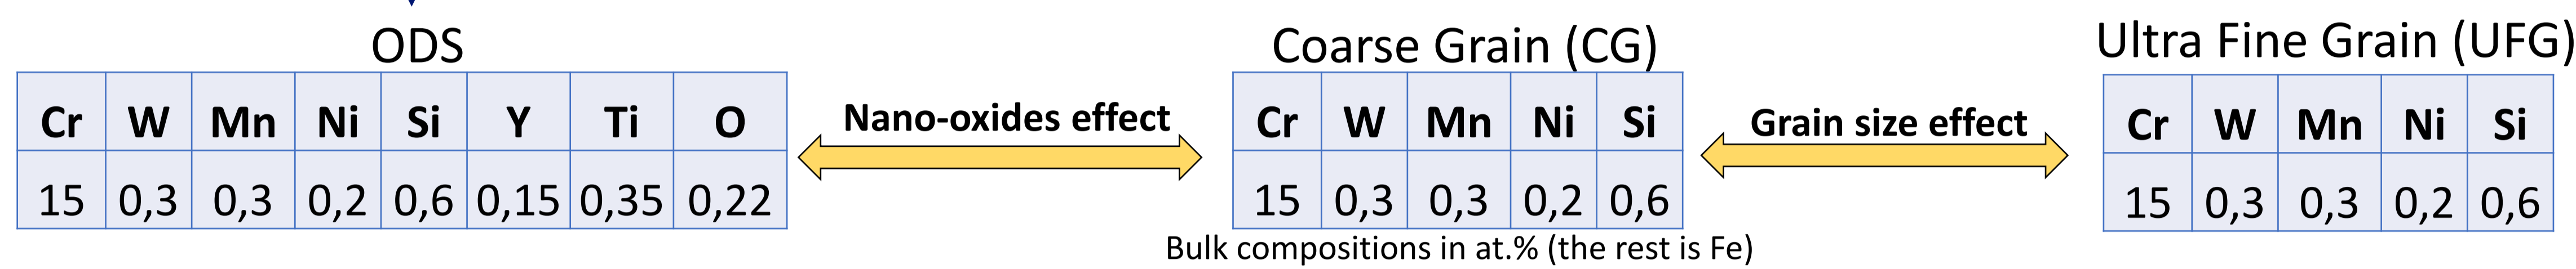 ODS
Coarse Grain (CG)
Ultra Fine Grain (UFG)
Cr W Mn Ni Si Y Ti O
15 0,3 0,3 0,2 0,6 0,15 0,35 0,22
Nano-oxides effect
Cr W Mn Ni Si
15 0,3 0,3 0,2 0,6
Bulk compositions in at.% (the rest is Fe)
Grain size effect
Cr W Mn Ni Si
15 0,3 0,3 0,2 0,6